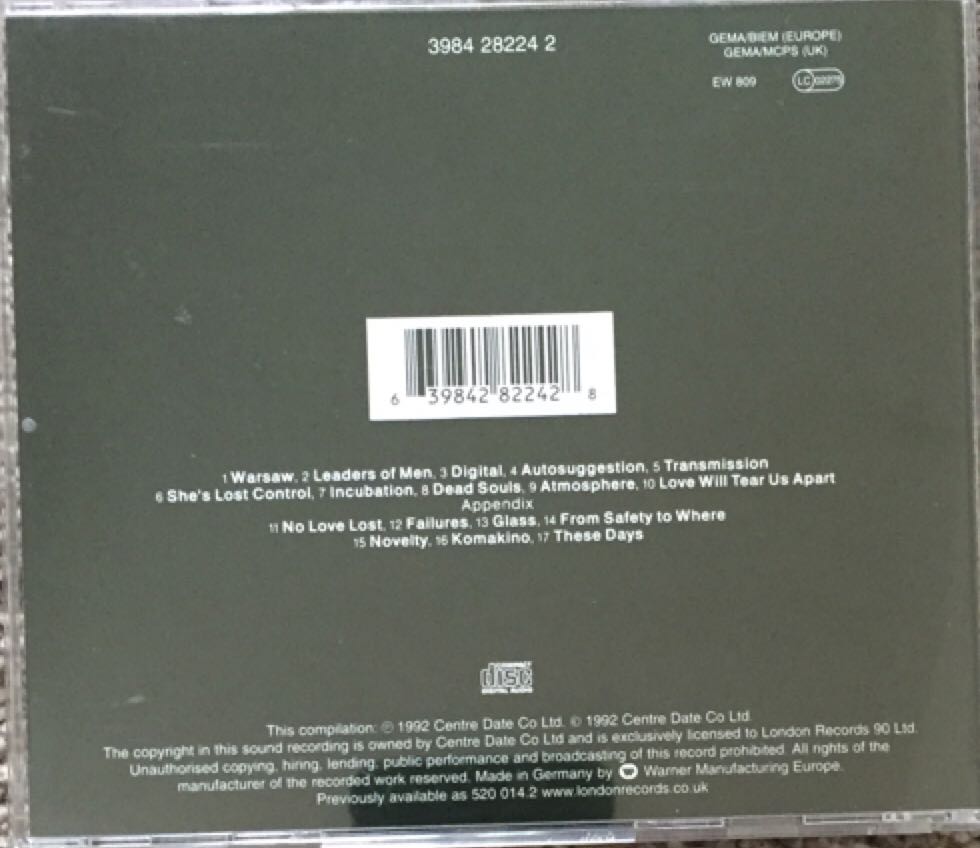 3984 28224 2
GEMA/BIEM (EUROPE)
GEMA/MCPS (UK)
EW 809
LC 02275
6 39842 82242 8
1 Warsaw, 2 Leaders of Men, 3 Digital, 4 Autosuggestion, 5 Transmission
6 She's Lost Control, 7 Incubation, 8 Dead Souls, 9 Atmosphere, 10 Love Will Tear Us Apart
Appendix
11 No Love Lost, 12 Failures, 13 Glass, 14 From Safety to Where
15 Novelty, 16 Komakino, 17 These Days
COMPACT
disc
DIGITAL AUDIO
This compilation: ℗ 1992 Centre Date Co Ltd. © 1992 Centre Date Co Ltd.
The copyright in this sound recording is owned by Centre Date Co Ltd and is exclusively licensed to London Records 90 Ltd.
Unauthorised copying, hiring, lending, public performance and broadcasting of this record prohibited. All rights of the
manufacturer of the recorded work reserved. Made in Germany by Warner Manufacturing Europe.
Previously available as 520 014.2 www.londonrecords.co.uk